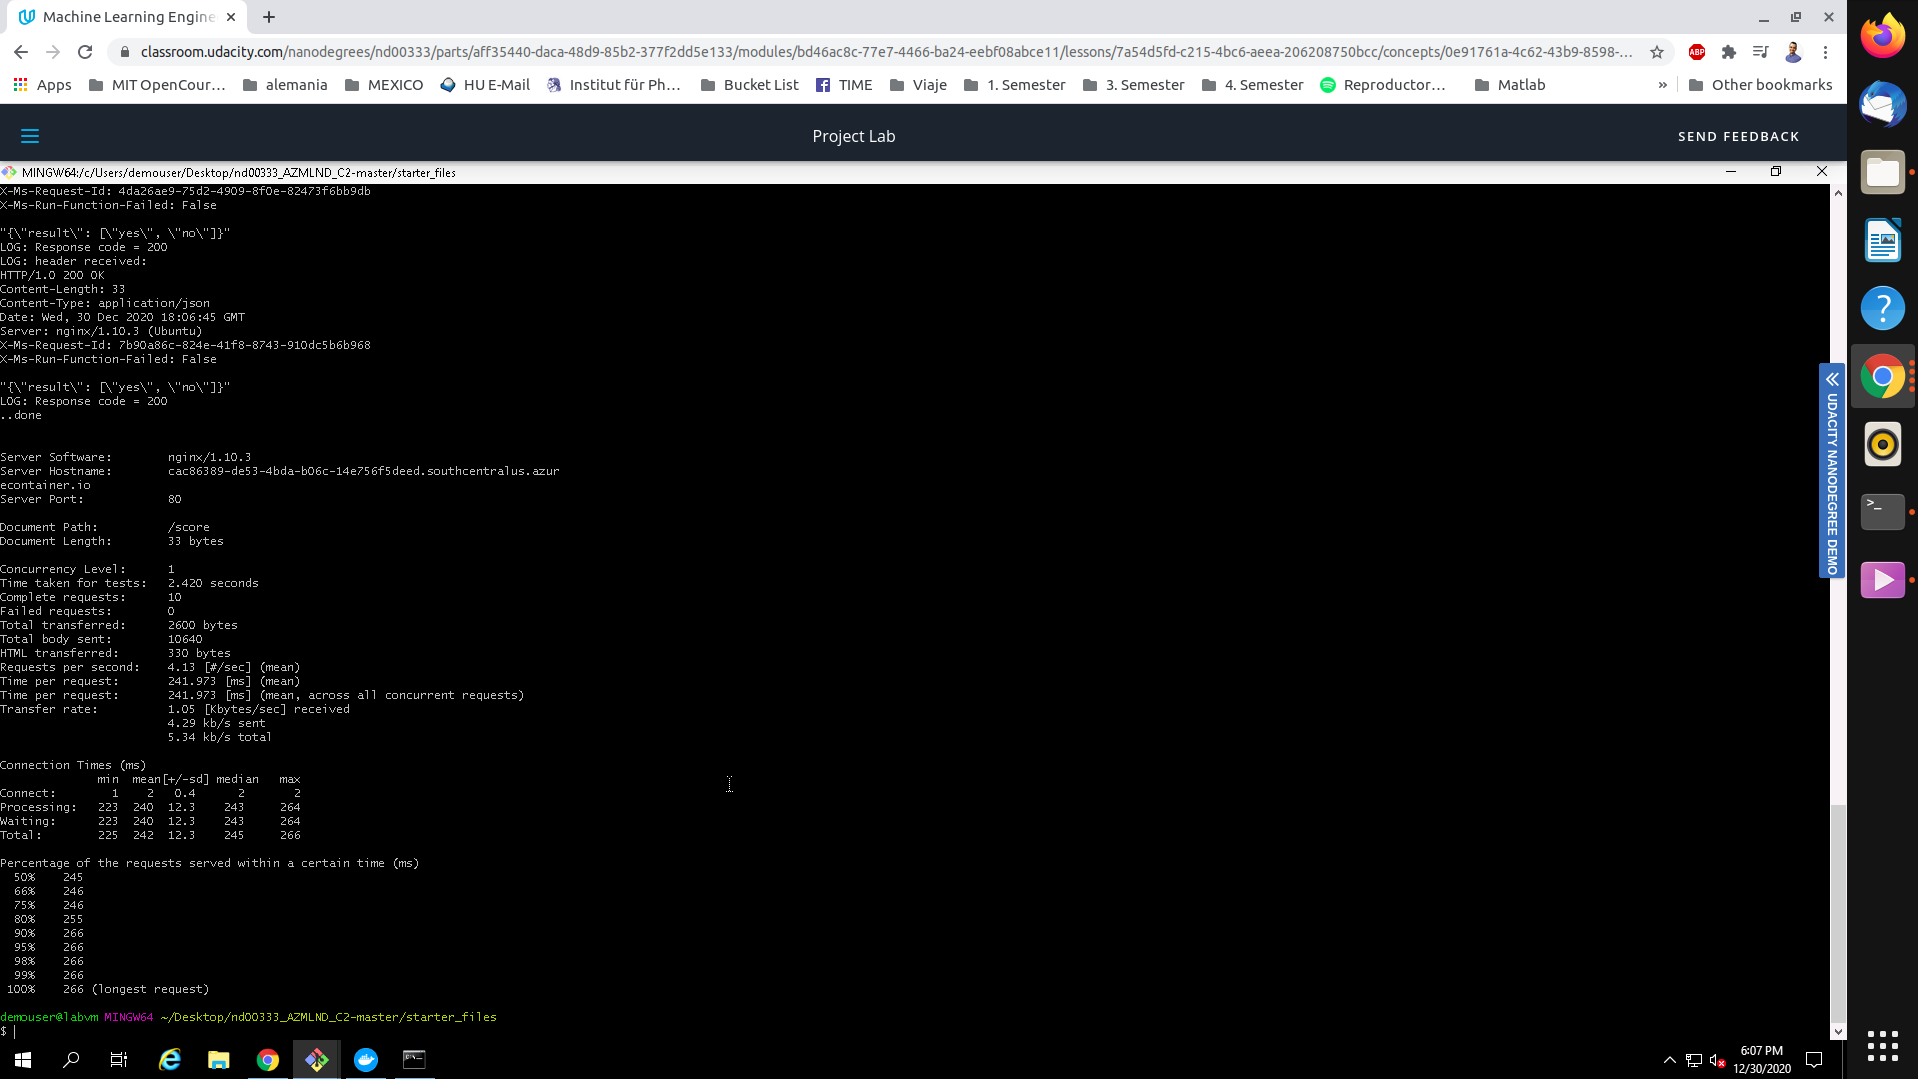 Machine Learning Engine
classroom.udacity.com/nanodegrees/nd00333/parts/aff35440-daca-48d9-85b2-377f2dd5e133/modules/bd46ac8c-77e7-4466-ba24-eebf08abce11/lessons/7a54d5fd-c215-4bc6-aeea-206208750bcc/concepts/0e91761a-4c62-43b9-8598-...
ABP
Apps MIT OpenCour... alemania MEXICO HU E-Mail Institut für Ph... Bucket List TIME Viaje 1. Semester 3. Semester 4. Semester Reproductor... Matlab » Other bookmarks
Project Lab SEND FEEDBACK
MINGW64:/c/Users/demouser/Desktop/nd00333_AZMLND_C2-master/starter_files
X-Ms-Request-Id: 4da26ae9-75d2-4909-8f0e-82473f6bb9db
X-Ms-Run-Function-Failed: False
"{\"result\": [\"yes\", \"no\"]}"
LOG: Response code = 200
LOG: header received:
HTTP/1.0 200 OK
Content-Length: 33
Content-Type: application/json
Date: Wed, 30 Dec 2020 18:06:45 GMT
Server: nginx/1.10.3 (Ubuntu)
X-Ms-Request-Id: 7b90a86c-824e-41f8-8743-910dc5b6b968
X-Ms-Run-Function-Failed: False
"{\"result\": [\"yes\", \"no\"]}"
LOG: Response code = 200
..done
Server Software: nginx/1.10.3
Server Hostname: cac86389-de53-4bda-b06c-14e756f5deed.southcentralus.azur
econtainer.io
Server Port: 80
Document Path: /score
Document Length: 33 bytes
Concurrency Level: 1
Time taken for tests: 2.420 seconds
Complete requests: 10
Failed requests: 0
Total transferred: 2600 bytes
Total body sent: 10640
HTML transferred: 330 bytes
Requests per second: 4.13 [#/sec] (mean)
Time per request: 241.973 [ms] (mean)
Time per request: 241.973 [ms] (mean, across all concurrent requests)
Transfer rate: 1.05 [Kbytes/sec] received
4.29 kb/s sent
5.34 kb/s total
Connection Times (ms)
min mean[+/-sd] median max
Connect: 1 2 0.4 2 2
Processing: 223 240 12.3 243 264
Waiting: 223 240 12.3 243 264
Total: 225 242 12.3 245 266
Percentage of the requests served within a certain time (ms)
50% 245
66% 246
75% 246
80% 255
90% 266
95% 266
98% 266
99% 266
100% 266 (longest request)
demouser@labvm MINGW64 ~/Desktop/nd00333_AZMLND_C2-master/starter_files
$
UDACITY NANODEGREE DEMO
6:07 PM
12/30/2020